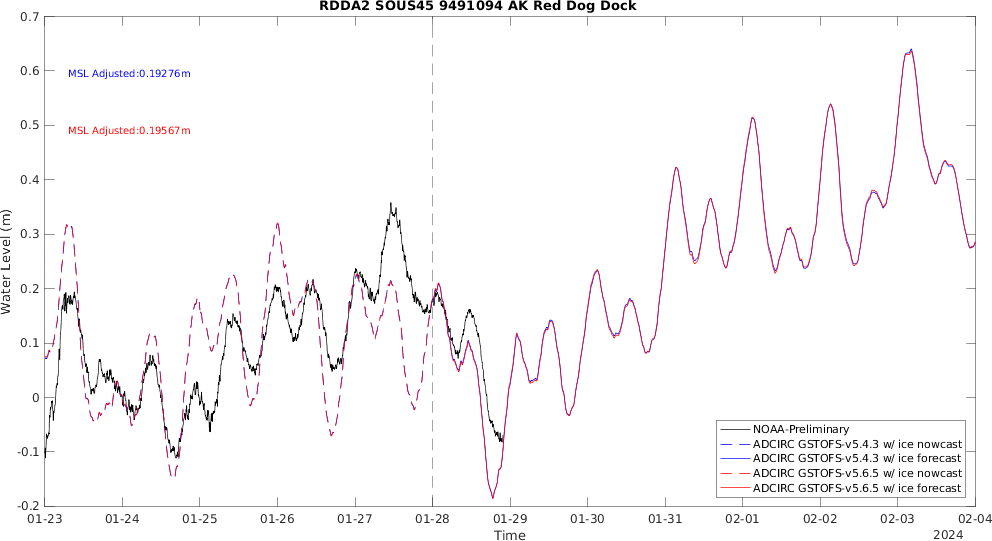 RDDA2 SOUS45 9491094 AK Red Dog Dock
0.7
0.6
0.5
0.4
0.3
0.2
0.1
0
-0.1
-0.2
Water Level (m)
MSL Adjusted:0.19276m
MSL Adjusted:0.19567m
NOAA-Preliminary
ADCIRC GSTOFS-v5.4.3 w/ ice nowcast
ADCIRC GSTOFS-v5.4.3 w/ ice forecast
ADCIRC GSTOFS-v5.6.5 w/ ice nowcast
ADCIRC GSTOFS-v5.6.5 w/ ice forecast
01-23 01-24 01-25 01-26 01-27 01-28 01-29 01-30 01-31 02-01 02-02 02-03 02-04
Time
2024